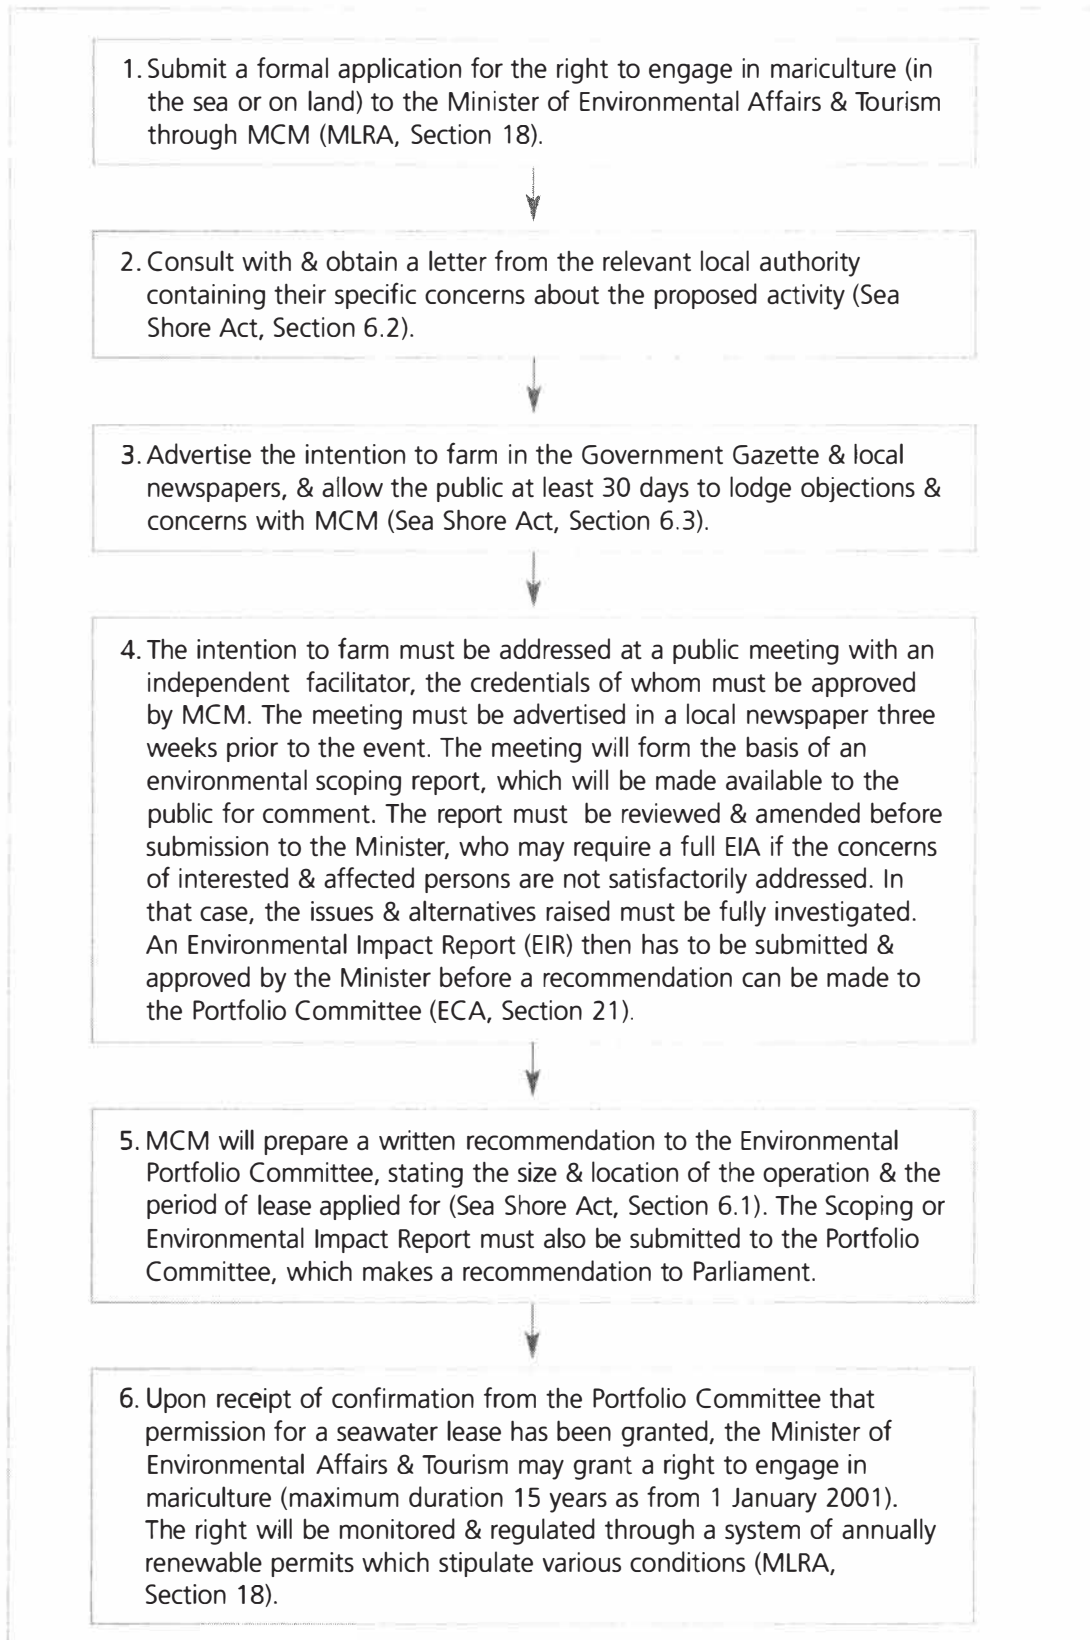 1. Submit a formal application for the right to engage in mariculture (in
the sea or on land) to the Minister of Environmental Affairs & Tourism
through MCM (MLRA, Section 18).
2. Consult with & obtain a letter from the relevant local authority
containing their specific concerns about the proposed activity (Sea
Shore Act, Section 6.2).
3. Advertise the intention to farm in the Government Gazette & local
newspapers, & allow the public at least 30 days to lodge objections &
concerns with MCM (Sea Shore Act, Section 6.3).
4. The intention to farm must be addressed at a public meeting with an
independent facilitator, the credentials of whom must be approved
by MCM. The meeting must be advertised in a local newspaper three
weeks prior to the event. The meeting will form the basis of an
environmental scoping report, which will be made available to the
public for comment. The report must be reviewed & amended before
submission to the Minister, who may require a full EIA if the concerns
of interested & affected persons are not satisfactorily addressed. In
that case, the issues & alternatives raised must be fully investigated.
An Environmental Impact Report (EIR) then has to be submitted &
approved by the Minister before a recommendation can be made to
the Portfolio Committee (ECA, Section 21).
5. MCM will prepare a written recommendation to the Environmental
Portfolio Committee, stating the size & location of the operation & the
period of lease applied for (Sea Shore Act, Section 6.1). The Scoping or
Environmental Impact Report must also be submitted to the Portfolio
Committee, which makes a recommendation to Parliament.
6. Upon receipt of confirmation from the Portfolio Committee that
permission for a seawater lease has been granted, the Minister of
Environmental Affairs & Tourism may grant a right to engage in
mariculture (maximum duration 15 years as from 1 January 2001).
The right will be monitored & regulated through a system of annually
renewable permits which stipulate various conditions (MLRA,
Section 18).